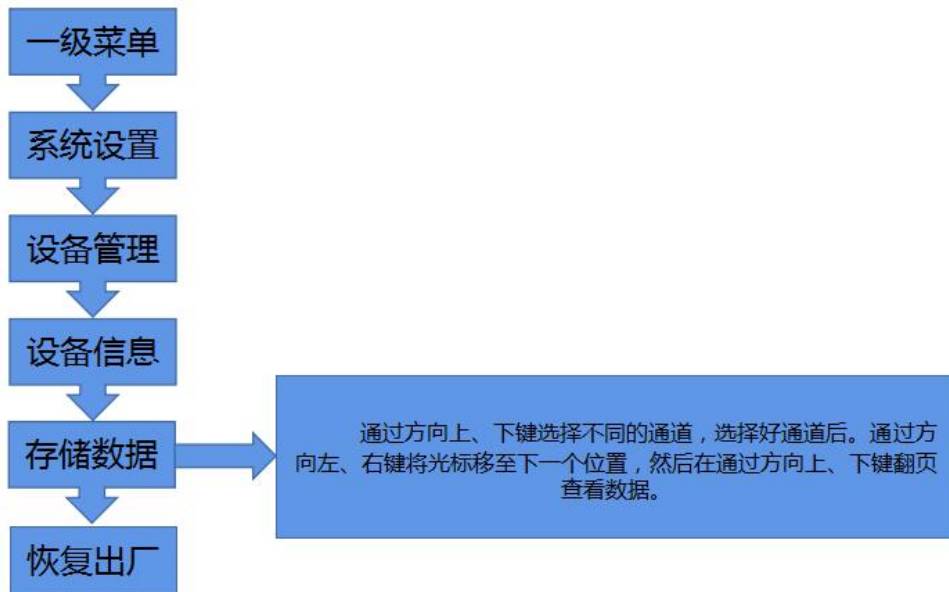 一级菜单
系统设置
设备管理
设备信息
存储数据
通过方向上、下键选择不同的通道，选择好通道后。通过方
向左、右键将光标移至下一个位置，然后在通过方向上、下键翻页
查看数据。
恢复出厂